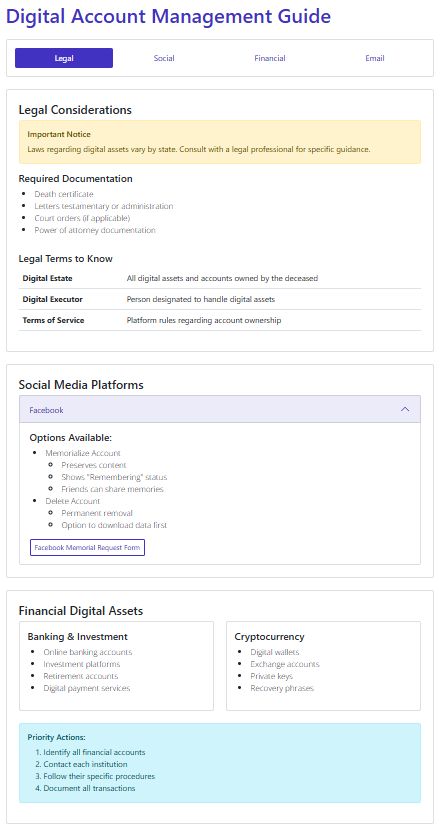 Digital Account Management Guide
Legal
Social
Financial
Email
Legal Considerations
Important Notice
Laws regarding digital assets vary by state. Consult with a legal professional for specific guidance.
Required Documentation
Death certificate
Letters testamentary or administration
Court orders (if applicable)
Power of attorney documentation
Legal Terms to Know
Digital Estate All digital assets and accounts owned by the deceased
Digital Executor Person designated to handle digital assets
Terms of Service Platform rules regarding account ownership
Social Media Platforms
Facebook
Options Available:
Memorialize Account
Preserves content
Shows "Remembering" status
Friends can share memories
Delete Account
Permanent removal
Option to download data first
Facebook Memorial Request Form
Financial Digital Assets
Banking & Investment
Online banking accounts
Investment platforms
Retirement accounts
Digital payment services
Cryptocurrency
Digital wallets
Exchange accounts
Private keys
Recovery phrases
Priority Actions:
1. Identify all financial accounts
2. Contact each institution
3. Follow their specific procedures
4. Document all transactions